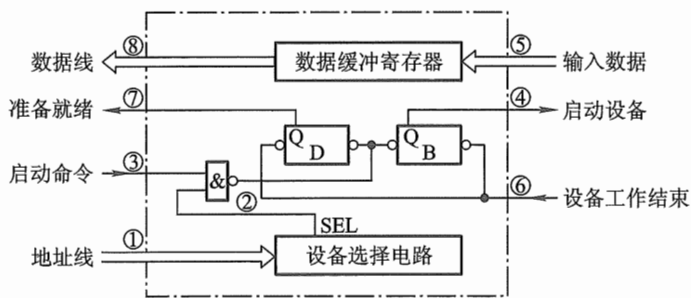 数据线 ⑧ 数据缓冲寄存器 ⑤ 输入数据
准备就绪 ⑦ Q D Q B ④ 启动设备
启动命令 ③ & ② ⑥ 设备工作结束
SEL
地址线 ① 设备选择电路